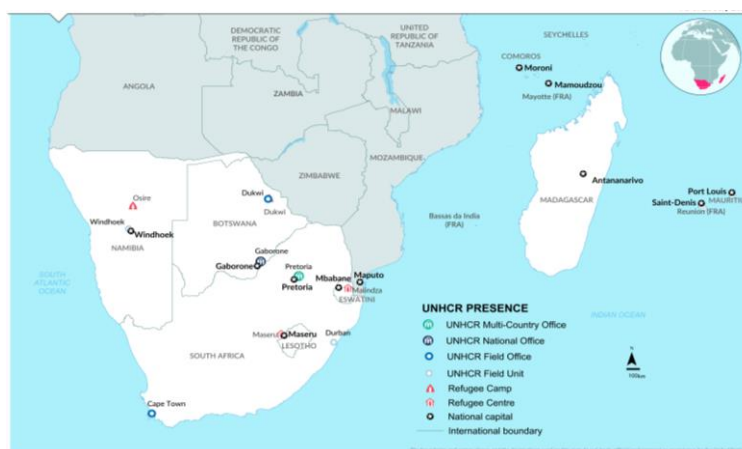 SEYCHELLES
DEMOCRATIC
REPUBLIC OF
THE CONGO
UNITED
REPUBLIC OF
TANZANIA
COMOROS
Moroni
Mamoudzou
Mayotte (FRA)
ANGOLA
ZAMBIA
MALAWI
MOZAMBIQUE
ZIMBABWE
Antananarivo
MADAGASCAR
Port Louis
MAURITI
Saint-Denis
Reunion (FRA)
Bassas da India
(FRA)
Osire
Dukwi
Dukwi
BOTSWANA
Windhoek
Windhoek
NAMIBIA
Gaborone
Gaborone
Pretoria
Pretoria
Mbabane
Maputo
Malindza
ESWATINI
SOUTH
ATLANTIC
OCEAN
INDIAN OCEAN
Maseru
Maseru
LESOTHO
Durban
SOUTH AFRICA
Cape Town
UNHCR PRESENCE
UNHCR Multi-Country Office
UNHCR National Office
UNHCR Field Office
UNHCR Field Unit
Refugee Camp
Refugee Centre
National capital
International boundary
N
100km